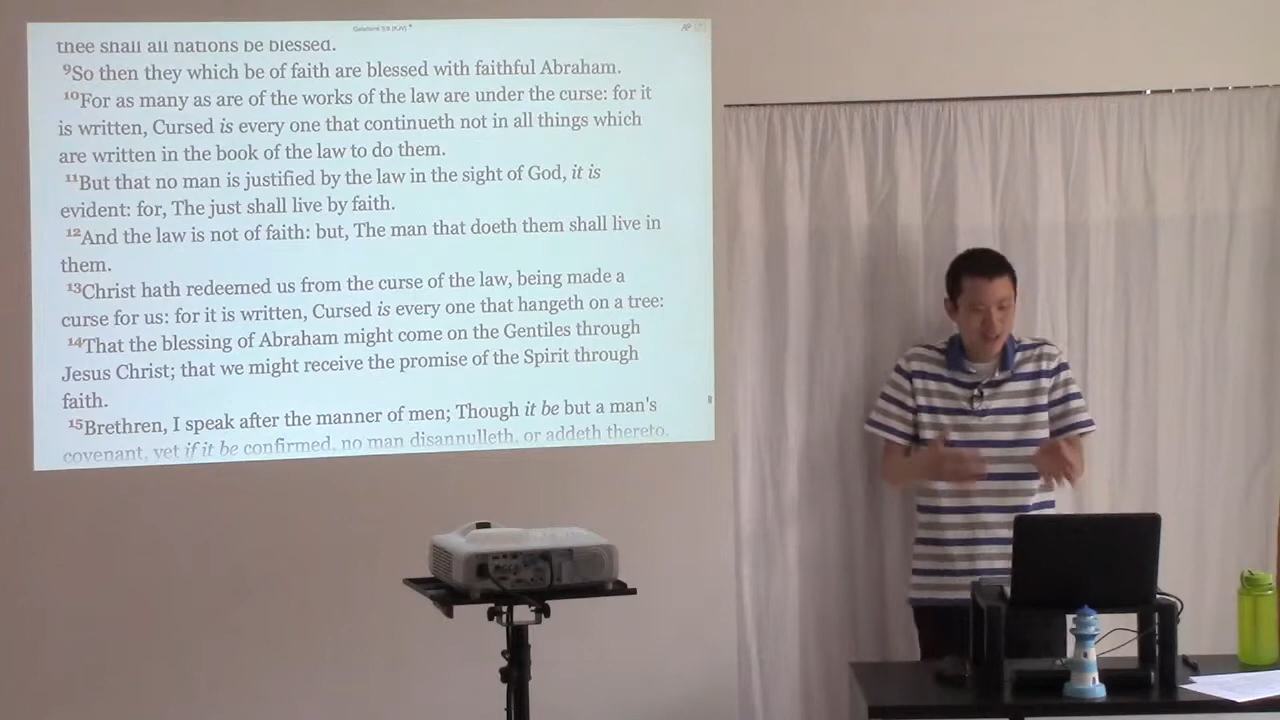 Galatians 3:9 (KJV)
thee shall all nations be blessed.
9So then they which be of faith are blessed with faithful Abraham.
10For as many as are of the works of the law are under the curse: for it
is written, Cursed is every one that continueth not in all things which
are written in the book of the law to do them.
11But that no man is justified by the law in the sight of God, it is
evident: for, The just shall live by faith.
12And the law is not of faith: but, The man that doeth them shall live in
them.
13Christ hath redeemed us from the curse of the law, being made a
curse for us: for it is written, Cursed is every one that hangeth on a tree:
14That the blessing of Abraham might come on the Gentiles through
Jesus Christ; that we might receive the promise of the Spirit through
faith.
15Brethren, I speak after the manner of men; Though it be but a man's
covenant, yet if it be confirmed, no man disannulleth, or addeth thereto.